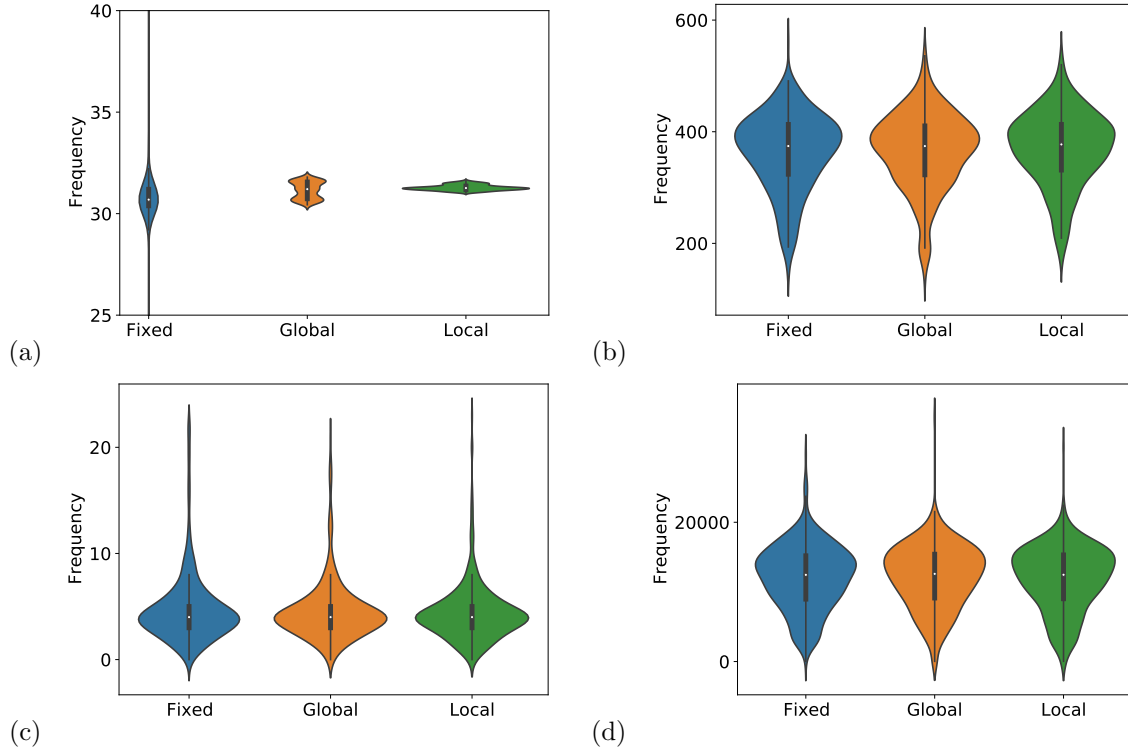 40
35
30
25
Frequency
Fixed Global Local
(a)
600
400
200
Frequency
Fixed Global Local
(b)
20
10
0
Frequency
Fixed Global Local
(c)
20000
0
Frequency
Fixed Global Local
(d)